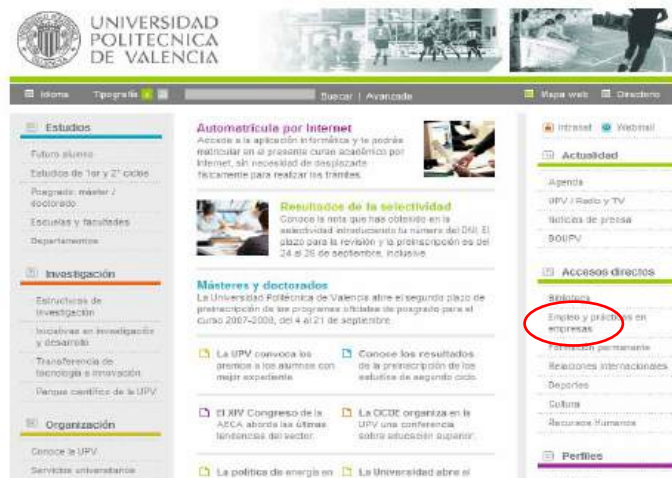 UNIVERSIDAD
POLITECNICA
DE VALENCIA
Idioma Tipografía Buscar | Avanzada Mapa web Directorio
Estudios
Futuro alumno
Estudios de 1er y 2º ciclos
Posgrado: máster /
doctorado
Escuelas y facultades
Departamentos
Investigación
Estructuras de
investigación
Iniciativas en investigación
y desarrollo
Transferencia de
tecnología e innovación
Parque científico de la UPV
Organización
Conoce la UPV
Servicios universitarios
Automatrícula por Internet
Accede a la aplicación informática y te podrás
matricular en el presente curso académico por
Internet, sin necesidad de desplazarte
físicamente para realizar los trámites.
Resultados de la selectividad
Conoce la nota que has obtenido en la
selectividad introduciendo tu número del DNI. El
plazo para la revisión y la preinscripción es del
24 al 26 de septiembre, inclusive.
Másteres y doctorados
La Universidad Politécnica de Valencia abre el segundo plazo de
preinscripción de los programas oficiales de posgrado para el
curso 2007-2008, del 4 al 21 de septiembre.
La UPV convoca los
premios a los alumnos con
mejor expediente.
Conoce los resultados
de la preinscripción de los
estudios de segundo ciclo.
El XIV Congreso de la
AECA aborda las últimas
tendencias del sector.
La OCDE organiza en la
UPV una conferencia
sobre educación superior.
La política de energía en
La Universidad abre el
Intranet Webmail
Actualidad
Agenda
UPV / Radio y TV
Noticias de prensa
BOUPV
Accesos directos
Biblioteca
Empleo y prácticas en
empresas
Formación permanente
Relaciones internacionales
Deportes
Cultura
Recursos Humanos
Perfiles